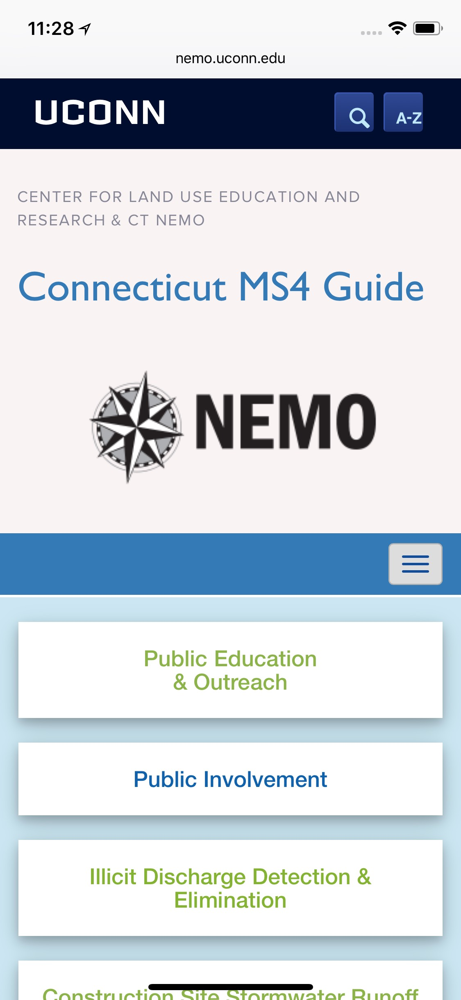 11:28
nemo.uconn.edu
UCONN
A-Z
CENTER FOR LAND USE EDUCATION AND
RESEARCH & CT NEMO
Connecticut MS4 Guide
NEMO
Public Education
& Outreach
Public Involvement
Illicit Discharge Detection &
Elimination
Construction Site Stormwater Runoff